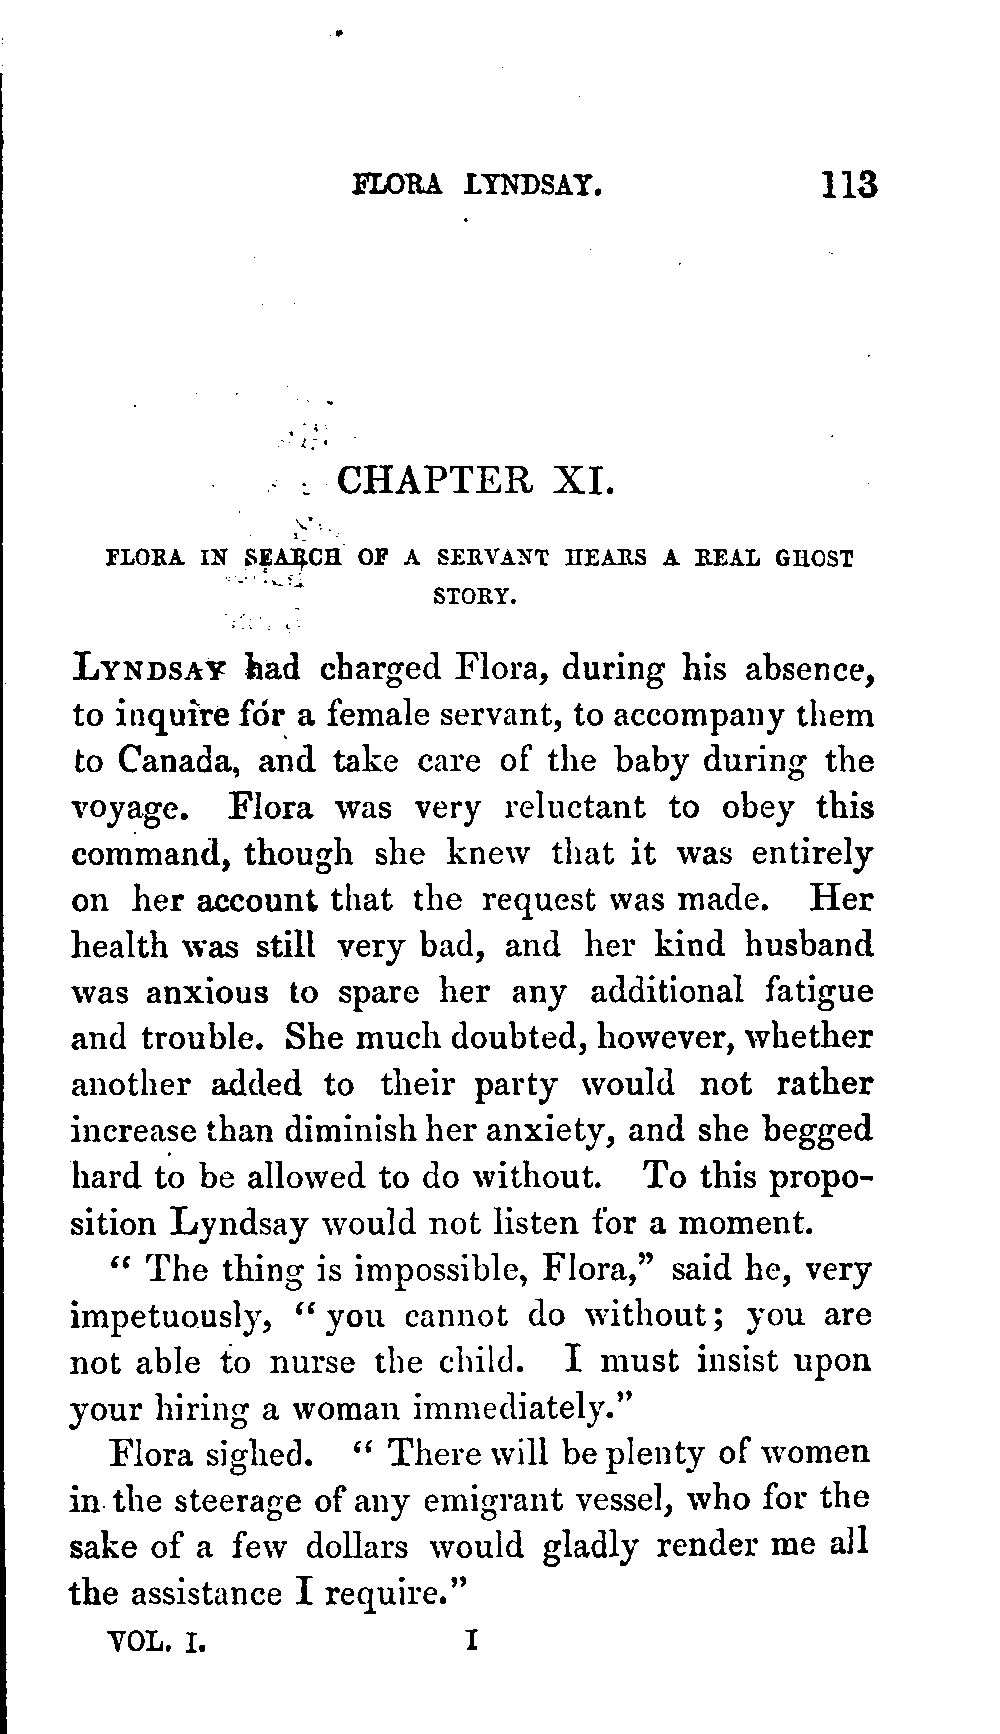 FLORA LYNDSAY. 113
CHAPTER XI.
FLORA IN SEARCH OF A SERVANT HEARS A REAL GHOST
STORY.
LYNDSAY had charged Flora, during his absence,
to inquire for a female servant, to accompany them
to Canada, and take care of the baby during the
voyage. Flora was very reluctant to obey this
command, though she knew that it was entirely
on her account that the request was made. Her
health was still very bad, and her kind husband
was anxious to spare her any additional fatigue
and trouble. She much doubted, however, whether
another added to their party would not rather
increase than diminish her anxiety, and she begged
hard to be allowed to do without. To this propo-
sition Lyndsay would not listen for a moment.
“ The thing is impossible, Flora,” said he, very
impetuously, “ you cannot do without; you are
not able to nurse the child. I must insist upon
your hiring a woman immediately.”
Flora sighed. “ There will be plenty of women
in the steerage of any emigrant vessel, who for the
sake of a few dollars would gladly render me all
the assistance I require.”
VOL. I. I